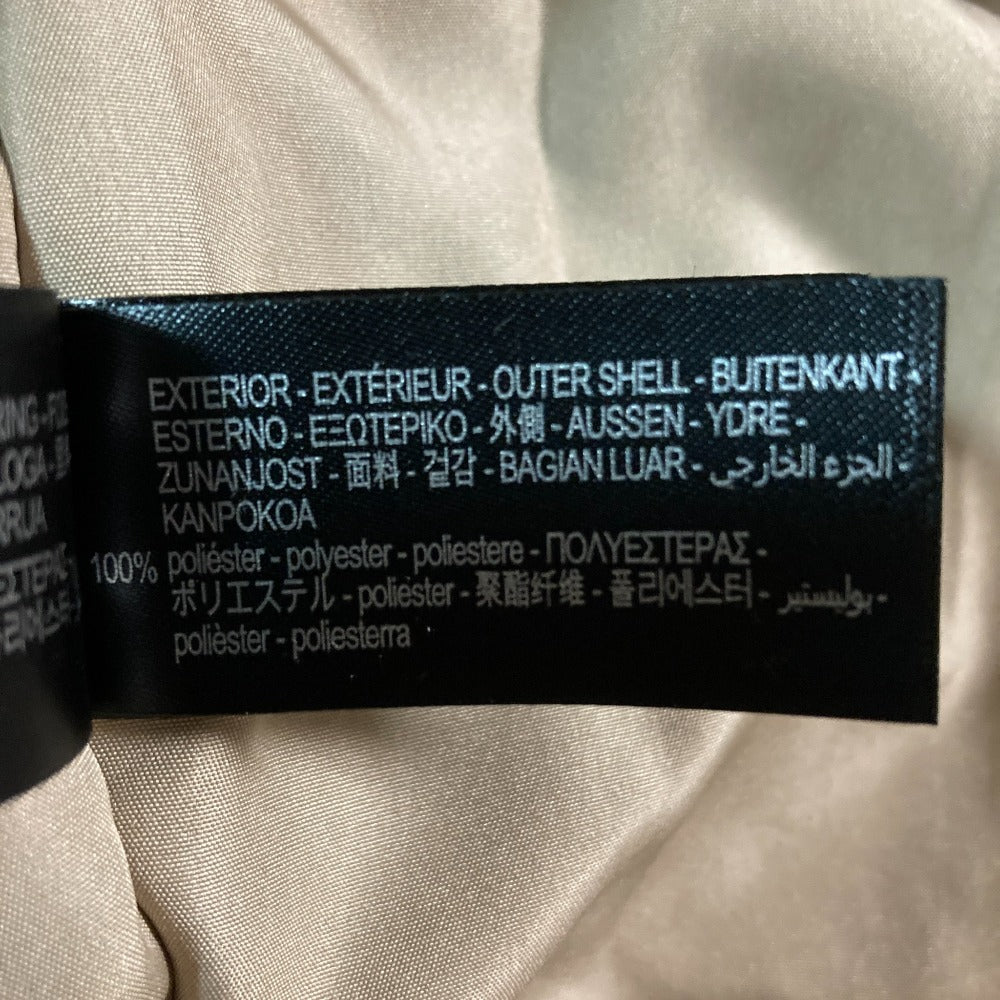 EXTERIOR - EXTÉRIEUR - OUTER SHELL - BUITENKANT -
ESTERNO - ΕΞΩΤΕΡΙΚΟ - 外側 - AUSSEN - YDRE -
ZUNANJOST - 面料 - 겉감 - BAGIAN LUAR - الجزء الخارجي -
KANPOKOA
100% poliéster - polyester - poliestere - ΠΟΛΥΕΣΤΕΡΑΣ -
ポリエステル - poliester - 聚酯纤维 - 폴리에스터 - بوليستير -
polièster - poliesterra